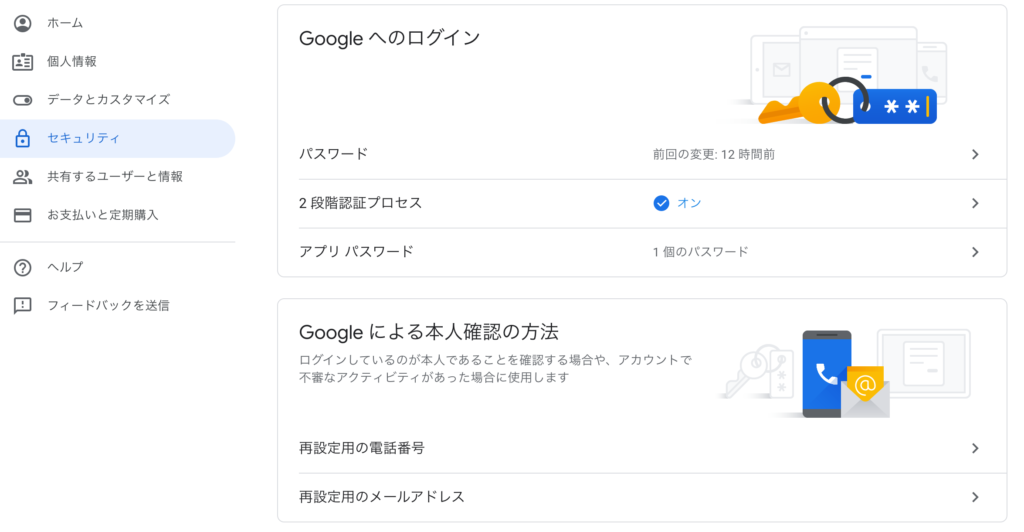 ホーム
個人情報
データとカスタマイズ
セキュリティ
共有するユーザーと情報
お支払いと定期購入
ヘルプ
フィードバックを送信
Google へのログイン
**
パスワード 前回の変更: 12 時間前
2 段階認証プロセス オン
アプリ パスワード 1 個のパスワード
Google による本人確認の方法
ログインしているのが本人であることを確認する場合や、アカウントで
不審なアクティビティがあった場合に使用します
再設定用の電話番号
再設定用のメールアドレス